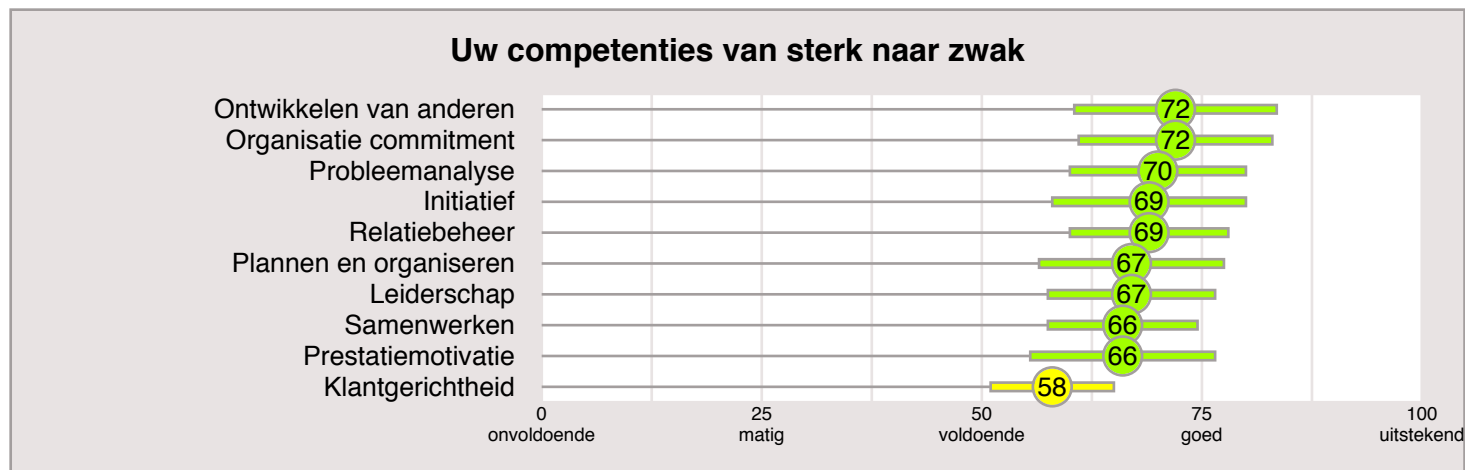 Uw competenties van sterk naar zwak
Ontwikkelen van anderen 72
Organisatie commitment 72
Probleemanalyse 70
Initiatief 69
Relatiebeheer 69
Plannen en organiseren 67
Leiderschap 67
Samenwerken 66
Prestatiemotivatie 66
Klantgerichtheid 58
0 25 50 75 100
onvoldoende matig voldoende goed uitstekend